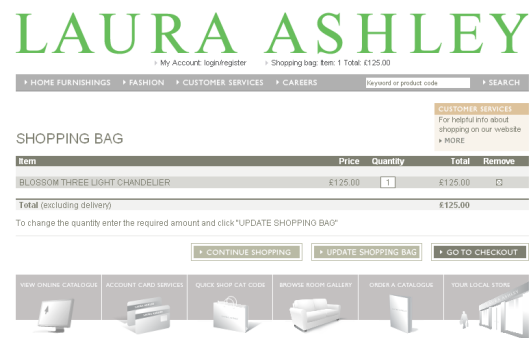 LAURA ASHLEY
My Account: login/register Shopping bag: Item: 1 Total: £125.00
HOME FURNISHINGS FASHION CUSTOMER SERVICES CAREERS Keyword or product code SEARCH
CUSTOMER SERVICES
For helpful info about
shopping on our website
MORE
SHOPPING BAG
Item Price Quantity Total Remove
BLOSSOM THREE LIGHT CHANDELIER £125.00 1 £125.00
Total (excluding delivery) £125.00
To change the quantity enter the required amount and click "UPDATE SHOPPING BAG"
CONTINUE SHOPPING UPDATE SHOPPING BAG GO TO CHECKOUT
VIEW ONLINE CATALOGUE ACCOUNT CARD SERVICES QUICK SHOP CAT CODE BROWSE ROOM GALLERY ORDER A CATALOGUE YOUR LOCAL STORE